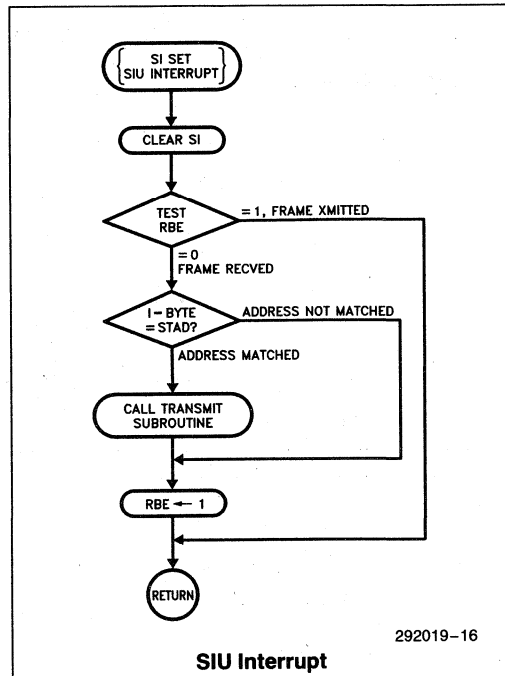 SI SET
SIU INTERRUPT
CLEAR SI
TEST
RBE
= 1, FRAME XMITTED
= 0
FRAME RECVED
I – BYTE
= STAD?
ADDRESS NOT MATCHED
ADDRESS MATCHED
CALL TRANSMIT
SUBROUTINE
RBE ← 1
RETURN
292019–16
SIU Interrupt